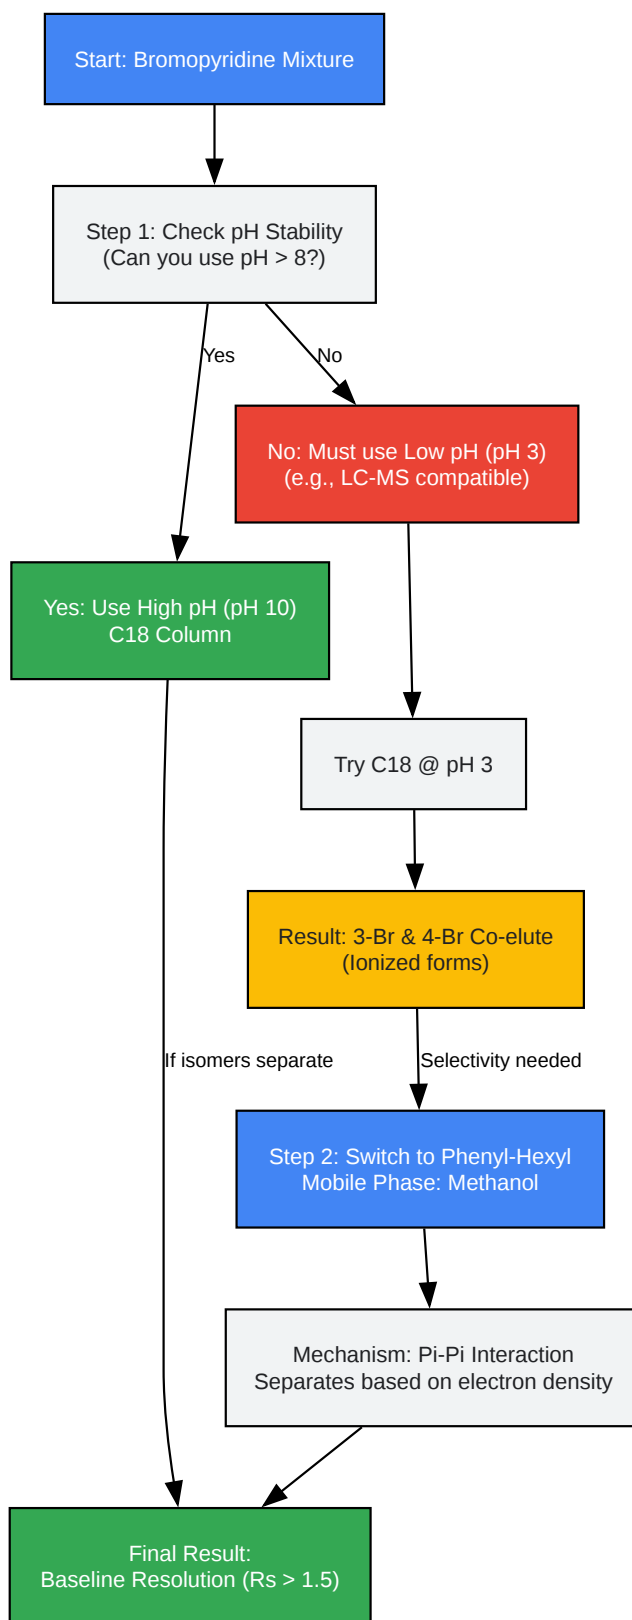 Start: Bromopyridine Mixture
Step 1: Check pH Stability
(Can you use pH > 8?)
Yes
No
No: Must use Low pH (pH 3)
(e.g., LC-MS compatible)
Yes: Use High pH (pH 10)
C18 Column
Try C18 @ pH 3
Result: 3-Br & 4-Br Co-elute
(Ionized forms)
If isomers separate
Selectivity needed
Step 2: Switch to Phenyl-Hexyl
Mobile Phase: Methanol
Mechanism: Pi-Pi Interaction
Separates based on electron density
Final Result:
Baseline Resolution (Rs > 1.5)